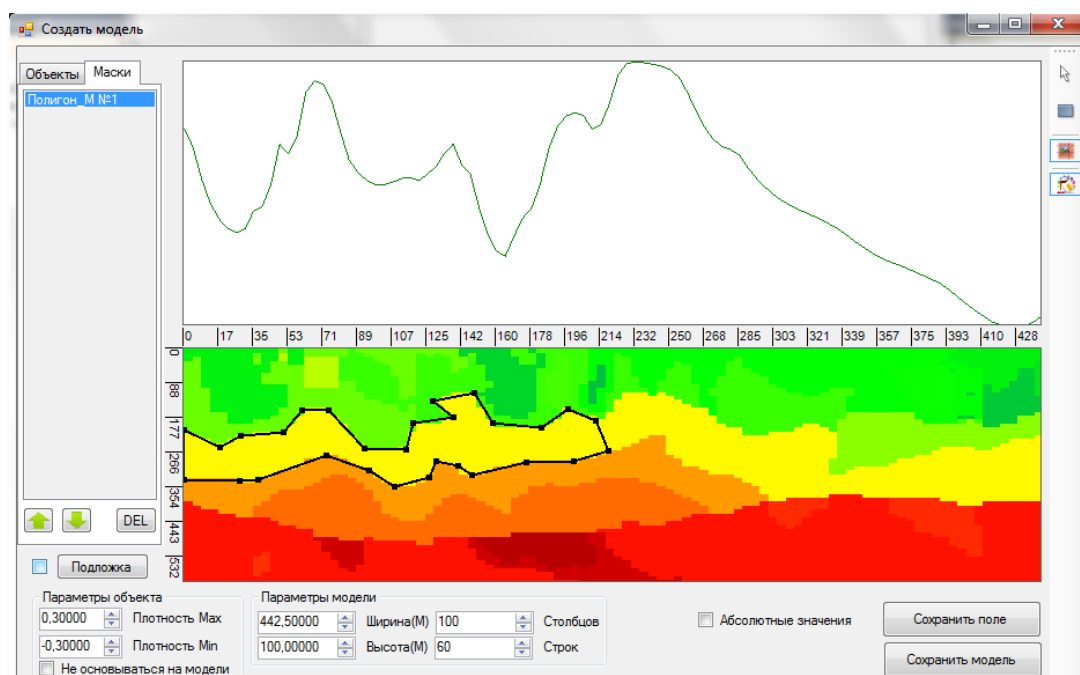 Создать модель
Объекты Маски
Полигон_М №1
0 17 35 53 71 89 107 125 142 160 178 196 214 232 250 268 285 303 321 339 357 375 393 410 428
0
88
177
266
354
443
532
DEL
Подложка
Параметры объекта
0,30000 Плотность Max
-0,30000 Плотность Min
Не основываться на модели
Параметры модели
442,50000 Ширина(М) 100 Столбцов
100,00000 Высота(М) 60 Строк
Абсолютные значения
Сохранить поле
Сохранить модель